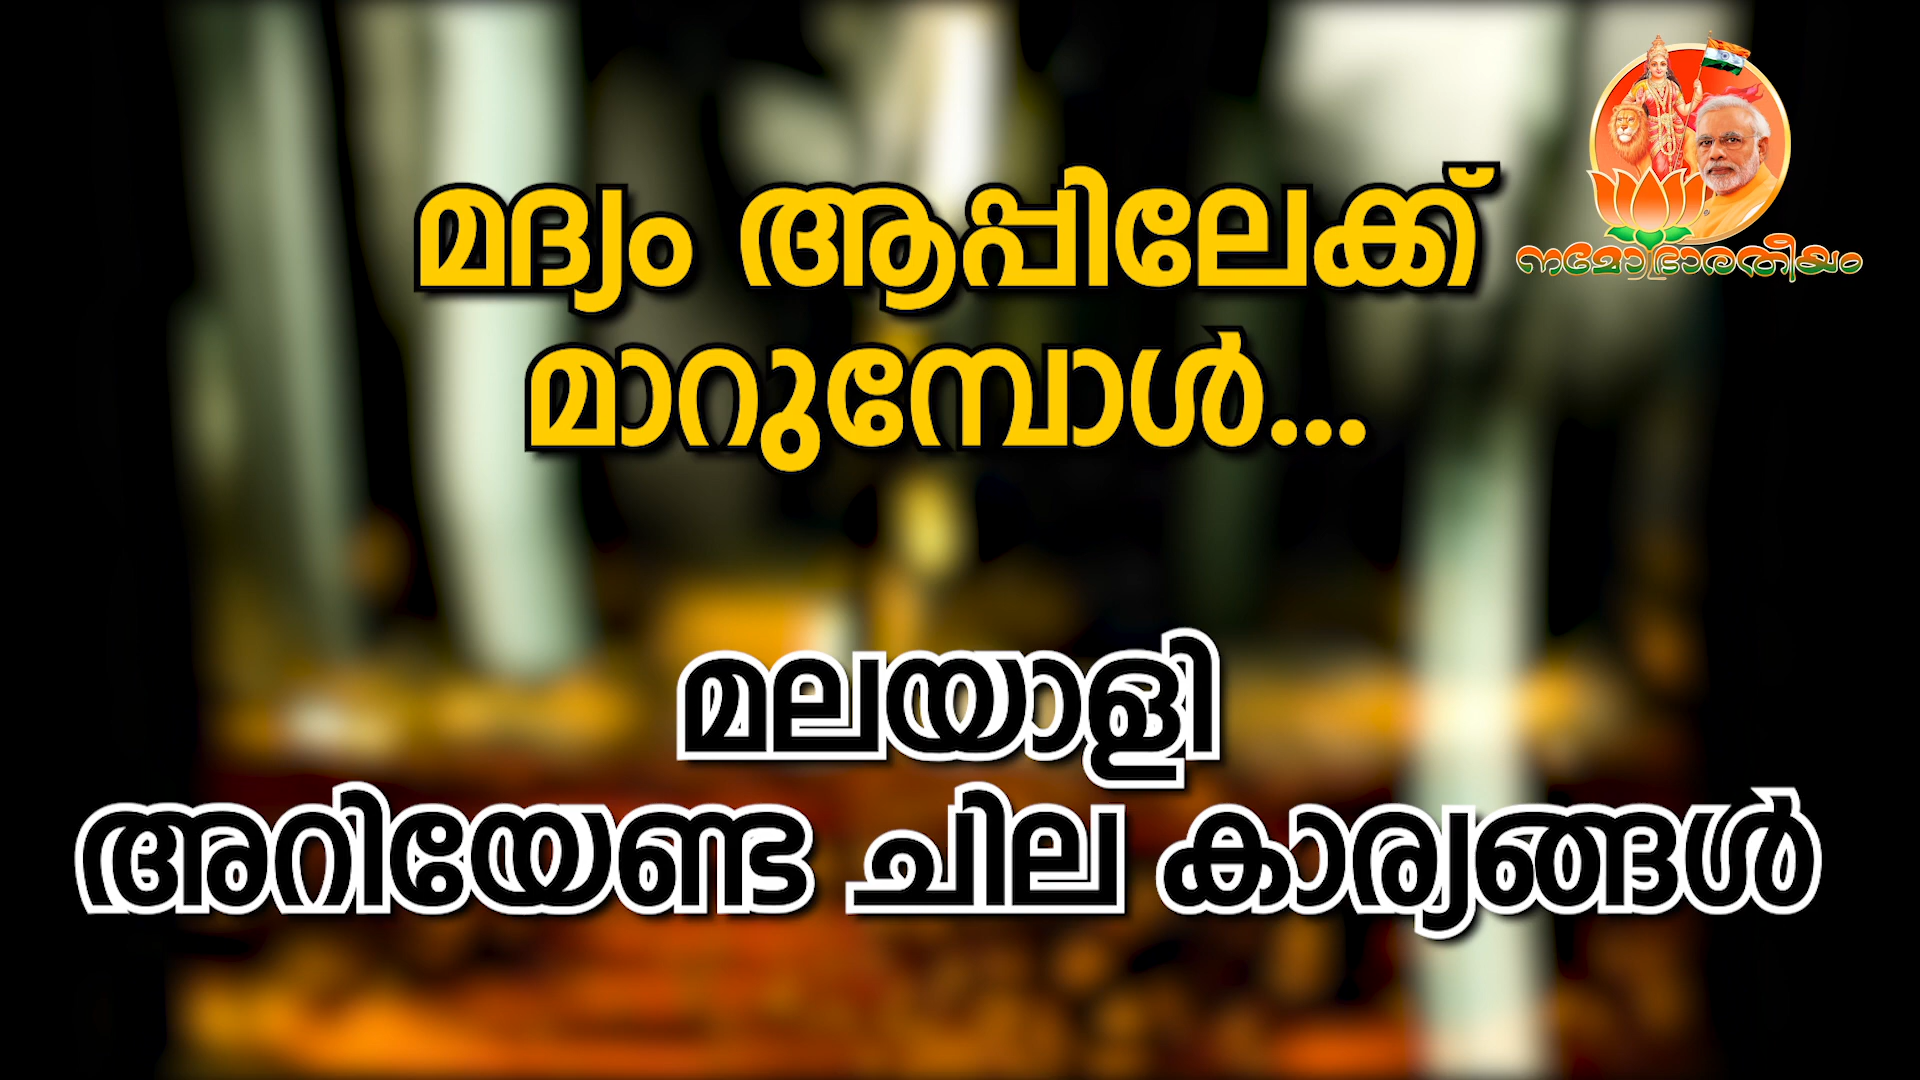 മദ്യം ആപ്പിലേക്ക്
മാറുമ്പോൾ...
നമോഭാരതീയം
മലയാളി
അറിയേണ്ട ചില കാര്യങ്ങൾ